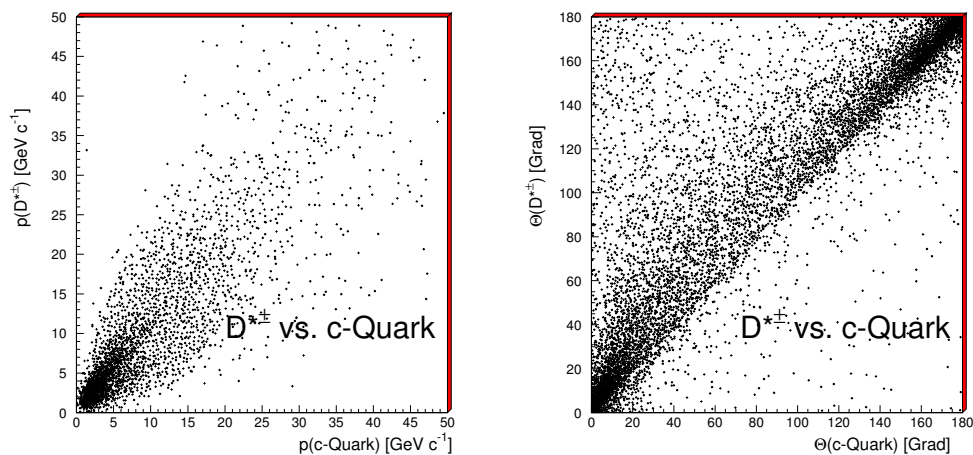 p(D*±) [GeV c-1]
50
45
40
35
30
25
20
15
10
5
0
D*± vs. c-Quark
0 5 10 15 20 25 30 35 40 45 50
p(c-Quark) [GeV c-1]
Θ(D*±) [Grad]
180
160
140
120
100
80
60
40
20
0
D*± vs. c-Quark
0 20 40 60 80 100 120 140 160 180
Θ(c-Quark) [Grad]